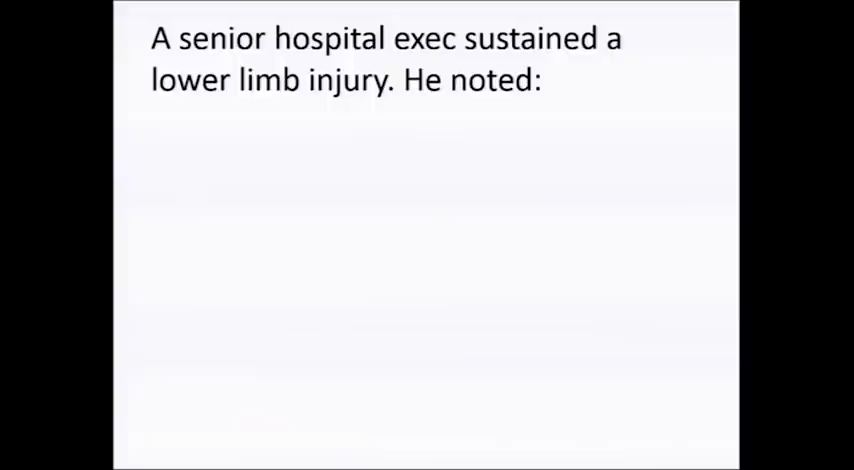 A senior hospital exec sustained a
lower limb injury. He noted: